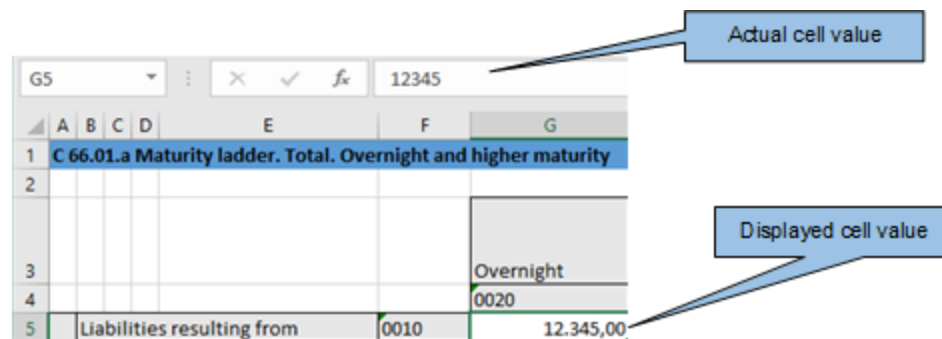 Actual cell value
G5 fx 12345
A B C D E F G
1 C 66.01.a Maturity ladder. Total. Overnight and higher maturity
2
Displayed cell value
3 Overnight
4 0020
5 Liabilities resulting from 0010 12.345,00